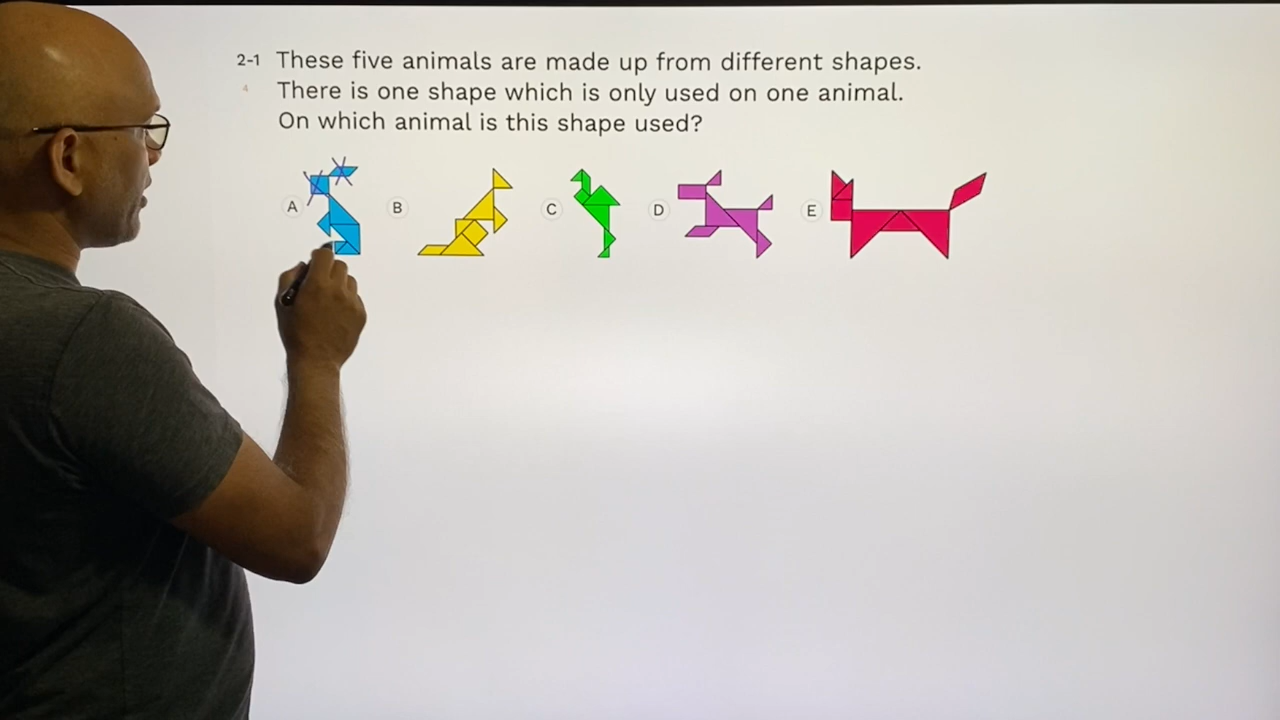 2-1 These five animals are made up from different shapes.
4 There is one shape which is only used on one animal.
On which animal is this shape used?
A B C D E